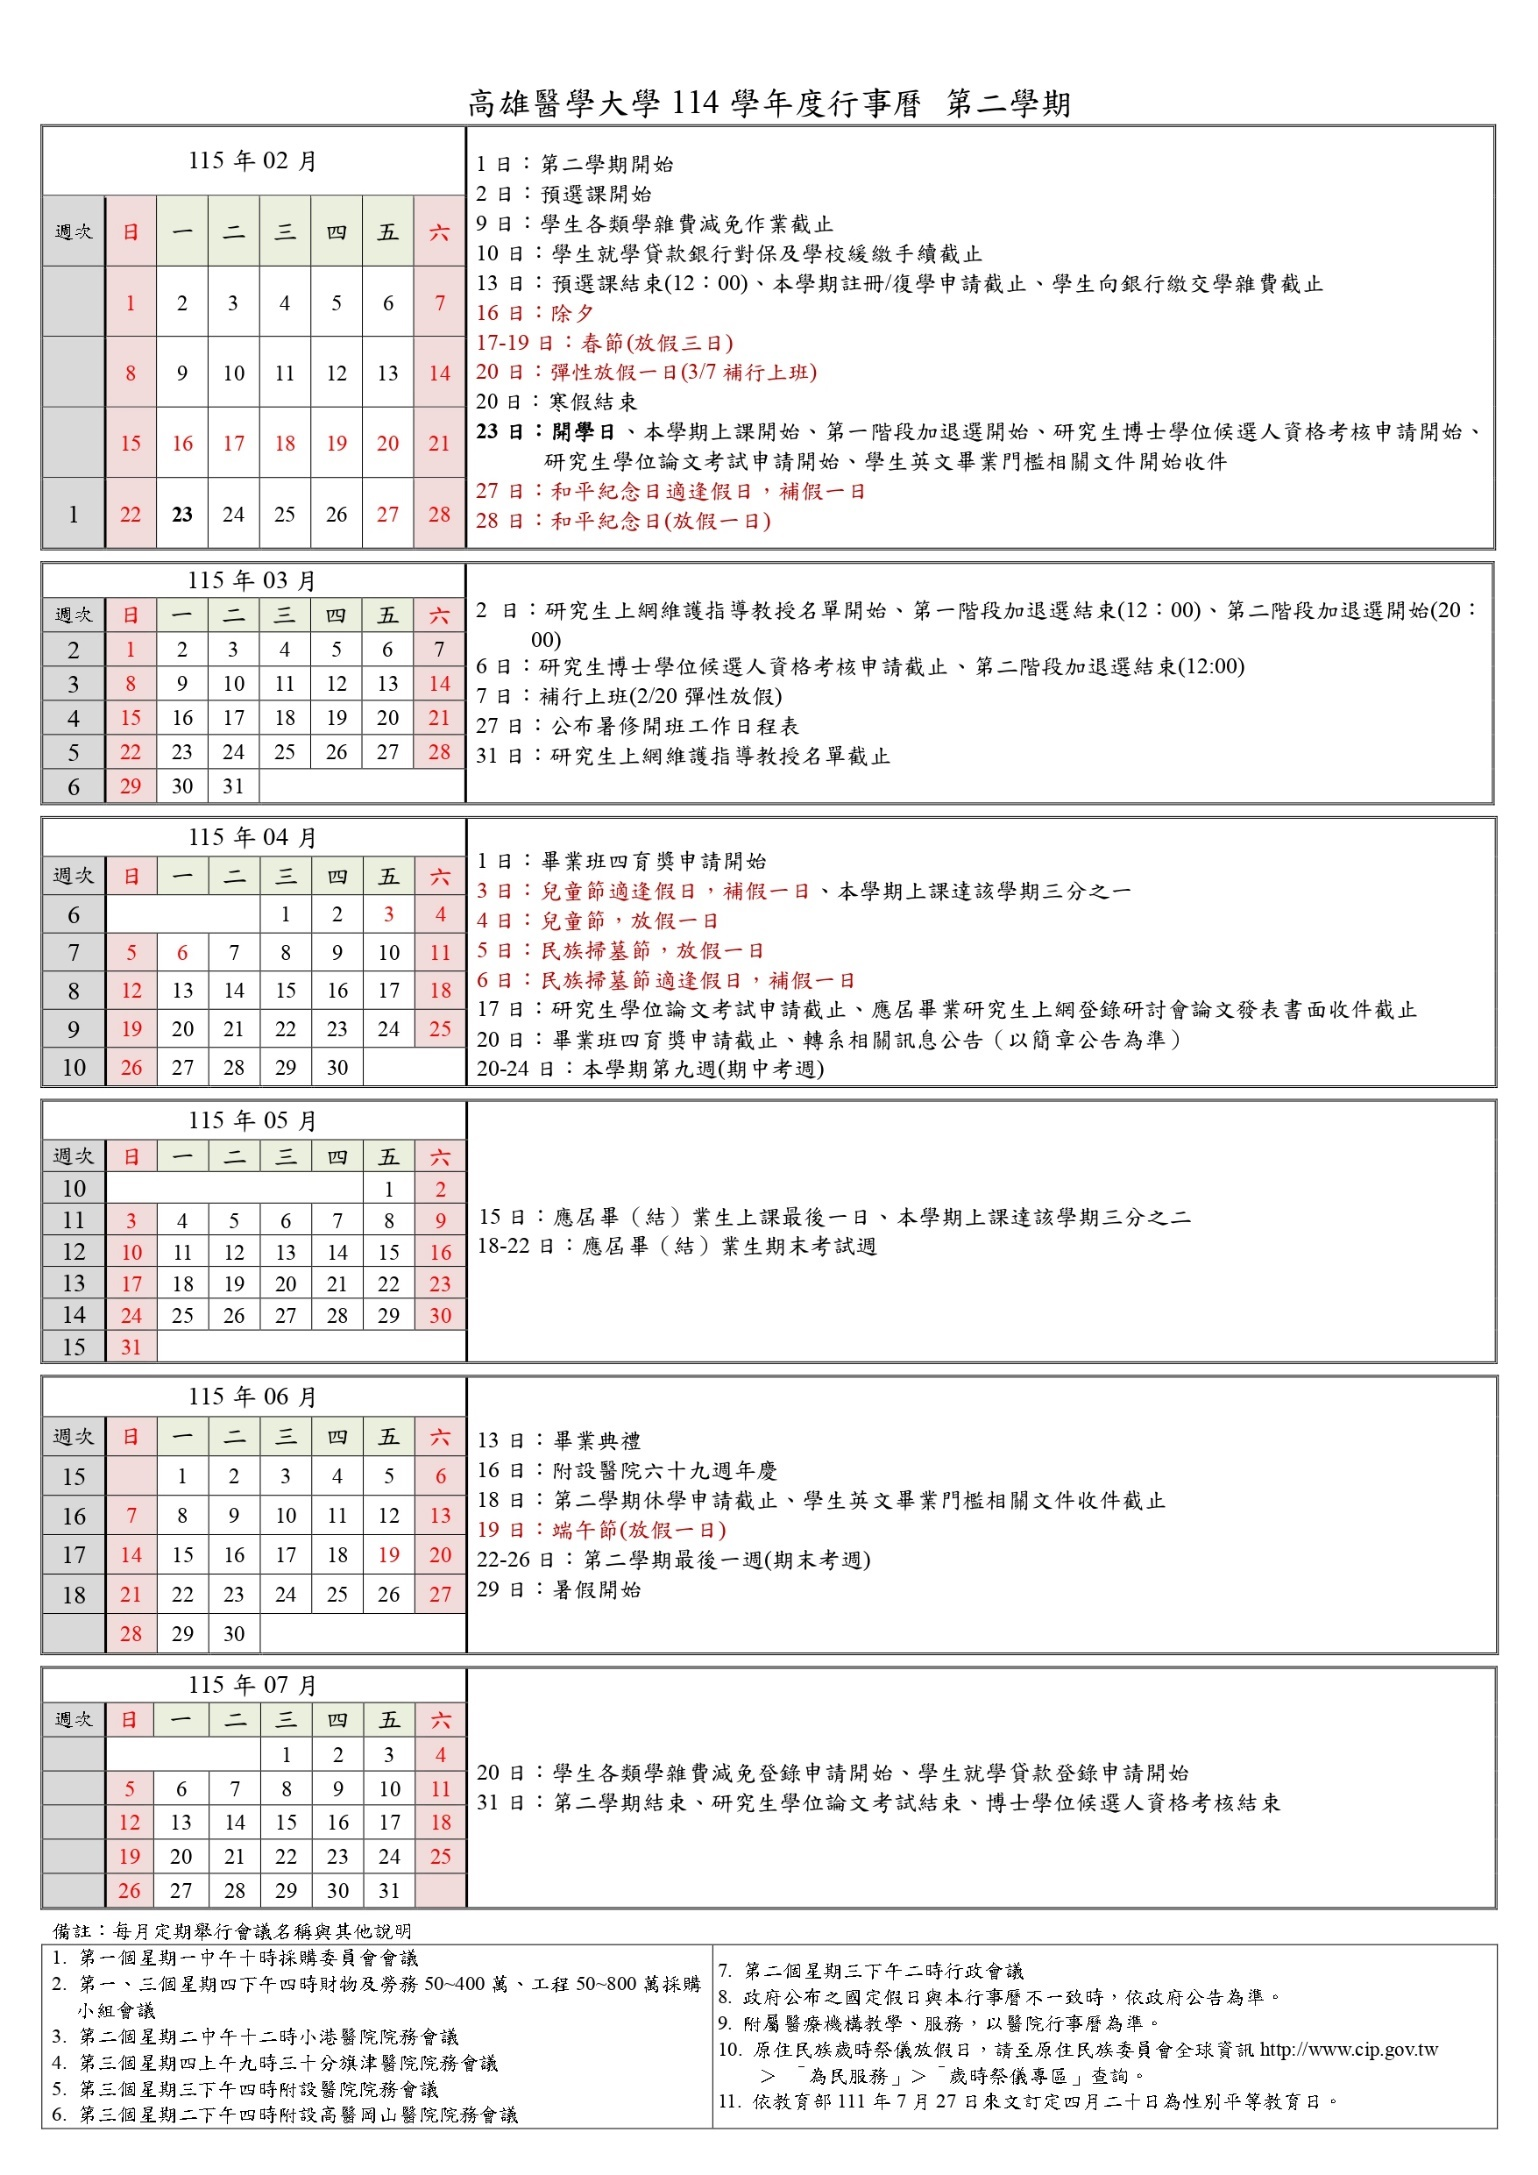 高雄醫學大學 114 學年度行事曆 第二學期
115 年 02 月
週次 日 一 二 三 四 五 六
1 2 3 4 5 6 7
8 9 10 11 12 13 14
15 16 17 18 19 20 21
1 22 23 24 25 26 27 28
1 日：第二學期開始
2 日：預選課開始
9 日：學生各類學雜費減免作業截止
10 日：學生就學貸款銀行對保及學校緩繳手續截止
13 日：預選課結束(12：00)、本學期註冊/復學申請截止、學生向銀行繳交學雜費截止
16 日：除夕
17-19 日：春節(放假三日)
20 日：彈性放假一日(3/7 補行上班)
20 日：寒假結束
23 日：開學日、本學期上課開始、第一階段加退選開始、研究生博士學位候選人資格考核申請開始、
研究生學位論文考試申請開始、學生英文畢業門檻相關文件開始收件
27 日：和平紀念日適逢假日，補假一日
28 日：和平紀念日(放假一日)
115 年 03 月
週次 日 一 二 三 四 五 六
2 1 2 3 4 5 6 7
3 8 9 10 11 12 13 14
4 15 16 17 18 19 20 21
5 22 23 24 25 26 27 28
6 29 30 31
2 日：研究生上網維護指導教授名單開始、第一階段加退選結束(12：00)、第二階段加退選開始(20：
00)
6 日：研究生博士學位候選人資格考核申請截止、第二階段加退選結束(12:00)
7 日：補行上班(2/20 彈性放假)
27 日：公布暑修開班工作日程表
31 日：研究生上網維護指導教授名單截止
115 年 04 月
週次 日 一 二 三 四 五 六
6 1 2 3 4
7 5 6 7 8 9 10 11
8 12 13 14 15 16 17 18
9 19 20 21 22 23 24 25
10 26 27 28 29 30
1 日：畢業班四育獎申請開始
3 日：兒童節適逢假日，補假一日、本學期上課達該學期三分之一
4 日：兒童節，放假一日
5 日：民族掃墓節，放假一日
6 日：民族掃墓節適逢假日，補假一日
17 日：研究生學位論文考試申請截止、應屆畢業研究生上網登錄研討會論文發表書面收件截止
20 日：畢業班四育獎申請截止、轉系相關訊息公告（以簡章公告為準）
20-24 日：本學期第九週(期中考週)
115 年 05 月
週次 日 一 二 三 四 五 六
10 1 2
11 3 4 5 6 7 8 9
12 10 11 12 13 14 15 16
13 17 18 19 20 21 22 23
14 24 25 26 27 28 29 30
15 31
15 日：應屆畢（結）業生上課最後一日、本學期上課達該學期三分之二
18-22 日：應屆畢（結）業生期末考試週
115 年 06 月
週次 日 一 二 三 四 五 六
15 1 2 3 4 5 6
16 7 8 9 10 11 12 13
17 14 15 16 17 18 19 20
18 21 22 23 24 25 26 27
28 29 30
13 日：畢業典禮
16 日：附設醫院六十九週年慶
18 日：第二學期休學申請截止、學生英文畢業門檻相關文件收件截止
19 日：端午節(放假一日)
22-26 日：第二學期最後一週(期末考週)
29 日：暑假開始
115 年 07 月
週次 日 一 二 三 四 五 六
1 2 3 4
5 6 7 8 9 10 11
12 13 14 15 16 17 18
19 20 21 22 23 24 25
26 27 28 29 30 31
20 日：學生各類學雜費減免登錄申請開始、學生就學貸款登錄申請開始
31 日：第二學期結束、研究生學位論文考試結束、博士學位候選人資格考核結束
備註：每月定期舉行會議名稱與其他說明
1. 第一個星期一中午十時採購委員會會議
2. 第一、三個星期四下午四時財物及勞務 50~400 萬、工程 50~800 萬採購
小組會議
3. 第二個星期二中午十二時小港醫院院務會議
4. 第三個星期四上午九時三十分旗津醫院院務會議
5. 第三個星期三下午四時附設醫院院務會議
6. 第三個星期二下午四時附設高醫岡山醫院院務會議
7. 第二個星期三下午二時行政會議
8. 政府公布之國定假日與本行事曆不一致時，依政府公告為準。
9. 附屬醫療機構教學、服務，以醫院行事曆為準。
10. 原住民族歲時祭儀放假日，請至原住民族委員會全球資訊 http://www.cip.gov.tw
＞ 「為民服務」＞「歲時祭儀專區」查詢。
11. 依教育部 111 年 7 月 27 日來文訂定四月二十日為性別平等教育日。